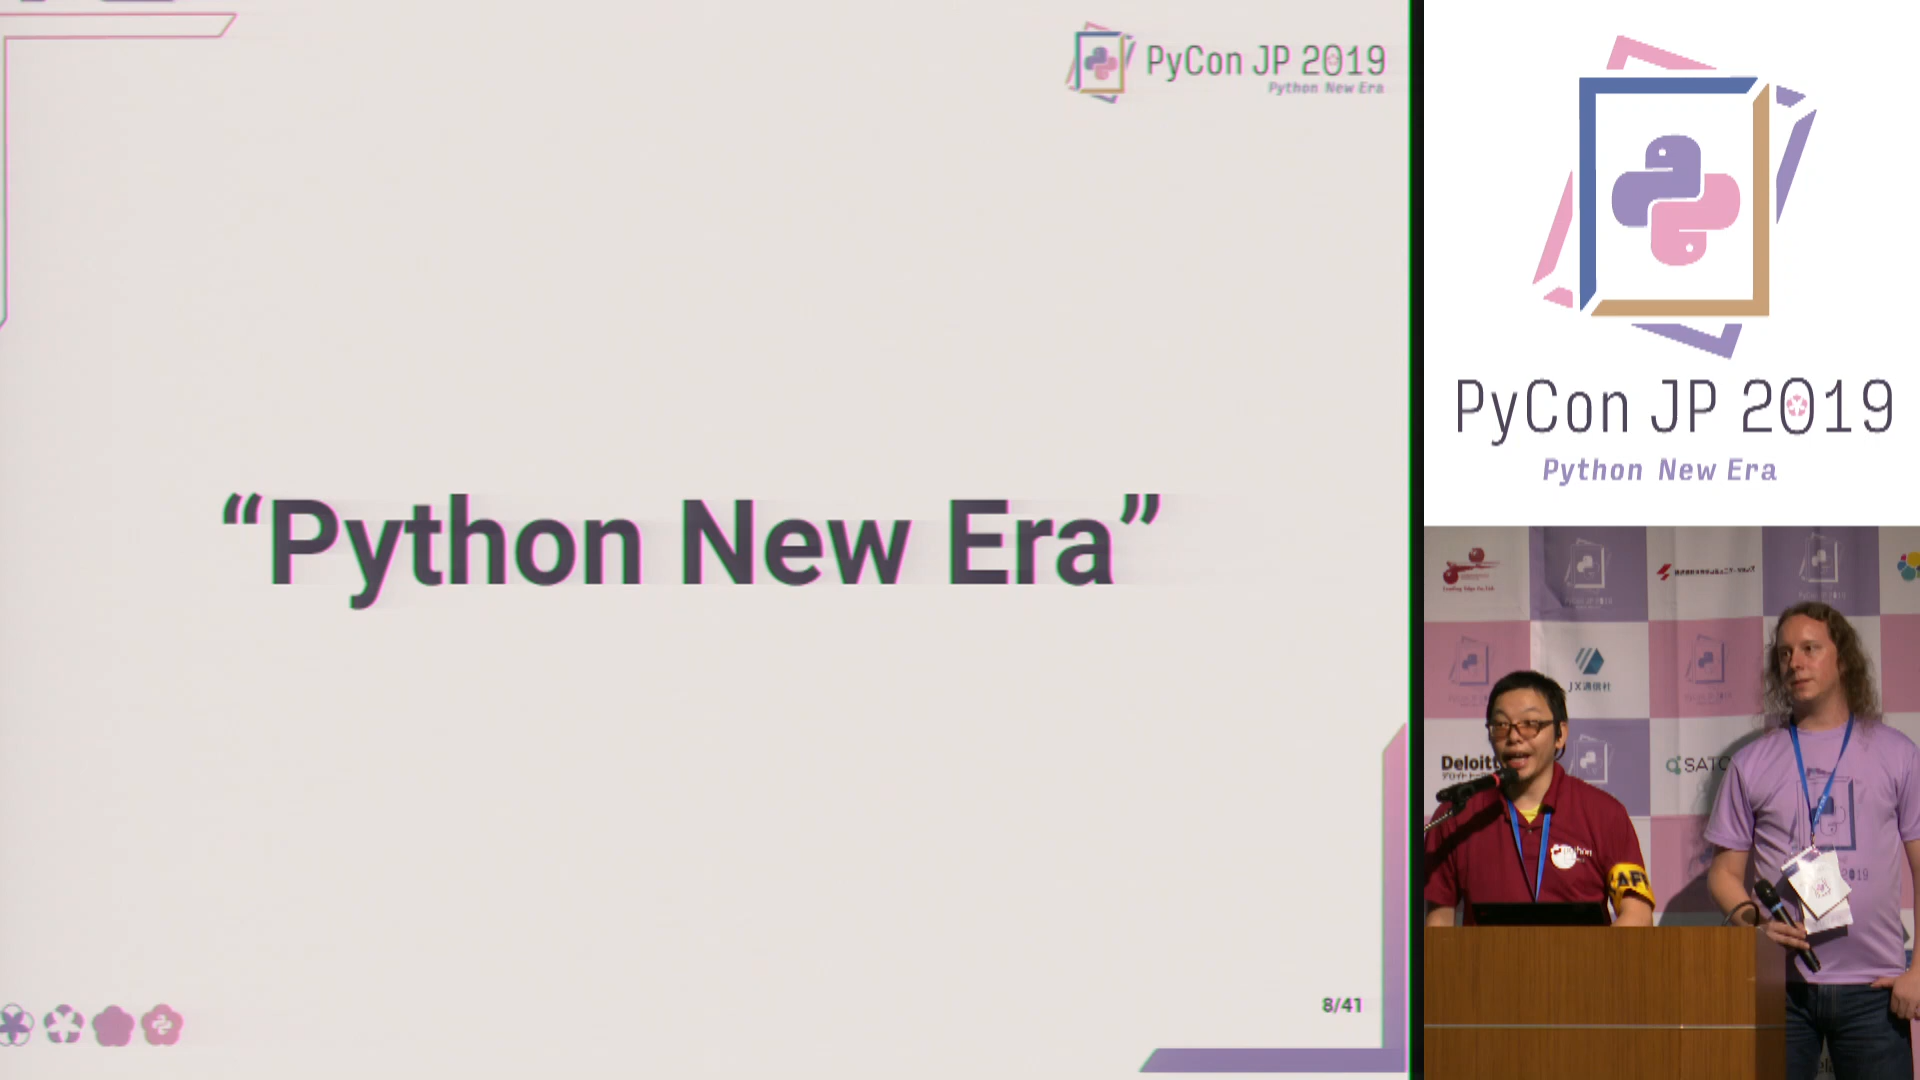 PyCon JP 2019
Python New Era
“Python New Era”
8/41
PyCon JP 2019
Python New Era
JX通信社
Deloitte
SATO
2019